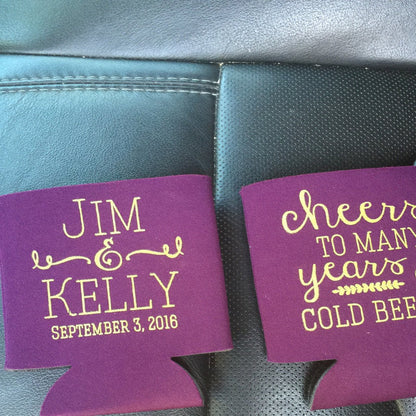 JIM
&
KELLY
SEPTEMBER 3, 2016
cheers
TO MANY
years
COLD BEE